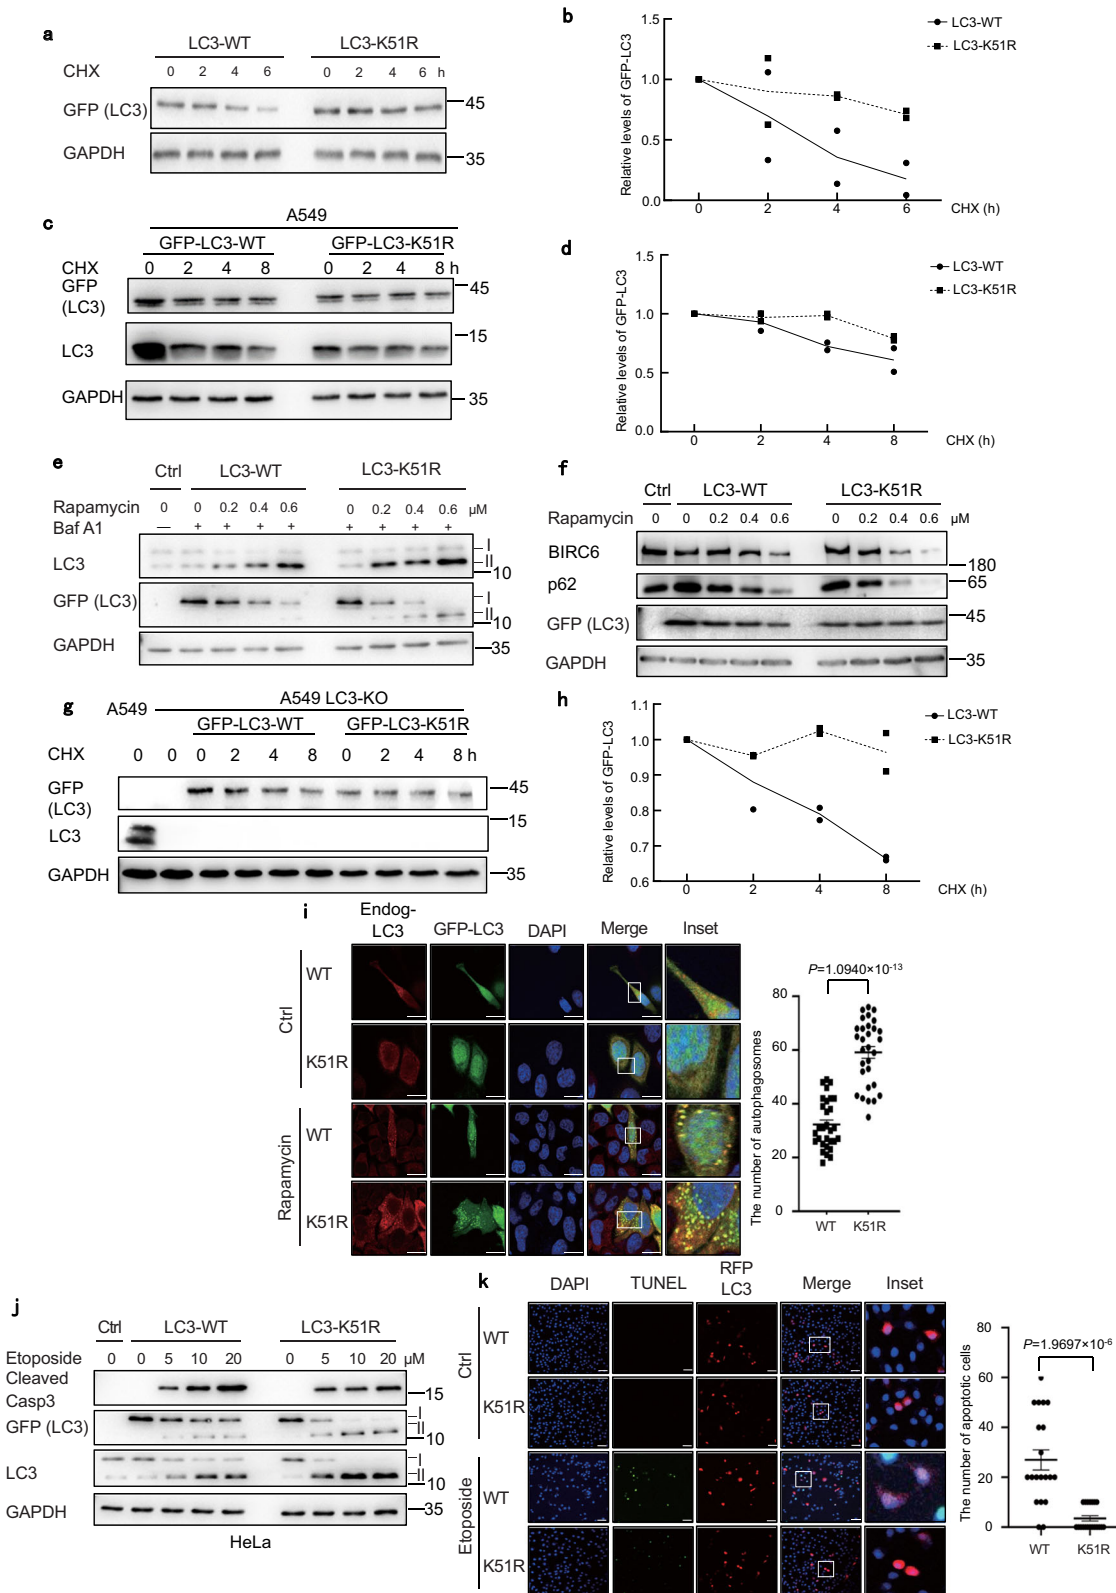 a
LC3-WT LC3-K51R
CHX 0 2 4 6 0 2 4 6 h
GFP (LC3) 45
GAPDH 35
b
Relative levels of GFP-LC3
1.5
1.0
0.5
0.0
0 2 4 6 CHX (h)
LC3-WT
LC3-K51R
c
A549
GFP-LC3-WT GFP-LC3-K51R
CHX 0 2 4 8 0 2 4 8 h
GFP
(LC3) 45
LC3 15
GAPDH 35
d
Relative levels of GFP-LC3
1.5
1.0
0.5
0.0
0 2 4 8 CHX (h)
LC3-WT
LC3-K51R
e
Ctrl LC3-WT LC3-K51R
Rapamycin 0 0 0.2 0.4 0.6 0 0.2 0.4 0.6 μM
Baf A1 — + + + + + + + +
LC3 I II 10
GFP (LC3) I II 10
GAPDH 35
f
Ctrl LC3-WT LC3-K51R
Rapamycin 0 0 0.2 0.4 0.6 0 0.2 0.4 0.6 μM
BIRC6 180
p62 65
GFP (LC3) 45
GAPDH 35
g
A549 A549 LC3-KO
GFP-LC3-WT GFP-LC3-K51R
CHX 0 0 0 2 4 8 0 2 4 8 h
GFP
(LC3) 45
LC3 15
GAPDH 35
h
Relative levels of GFP-LC3
1.1
1.0
0.9
0.8
0.7
0.6
0 2 4 8 CHX (h)
LC3-WT
LC3-K51R
i
Endog-
LC3 GFP-LC3 DAPI Merge Inset
Ctrl
WT
K51R
Rapamycin
WT
K51R
P=1.0940×10-13
The number of autophagosomes
80
60
40
20
0
WT K51R
j
Ctrl LC3-WT LC3-K51R
Etoposide 0 0 5 10 20 0 5 10 20 μM
Cleaved
Casp3 15
GFP (LC3) I II 10
LC3 I II 10
GAPDH 35
HeLa
k
DAPI TUNEL RFP
LC3 Merge Inset
Ctrl
WT
K51R
Etoposide
WT
K51R
P=1.9697×10-6
The number of apoptotic cells
80
60
40
20
0
WT K51R